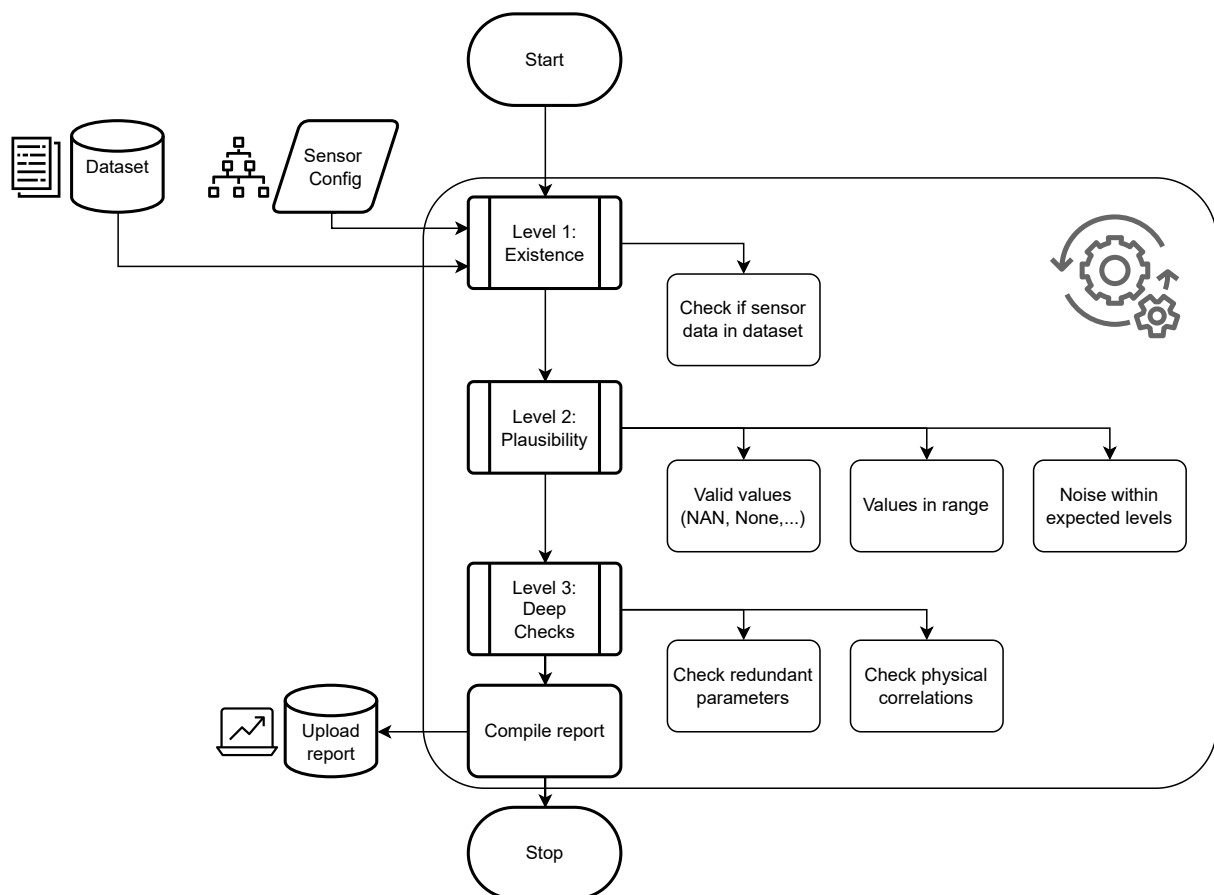 Start
Dataset
Sensor
Config
Level 1:
Existence
Check if sensor
data in dataset
Level 2:
Plausibility
Valid values
(NAN, None,...)
Values in range
Noise within
expected levels
Level 3:
Deep
Checks
Check redundant
parameters
Check physical
correlations
Upload
report
Compile report
Stop